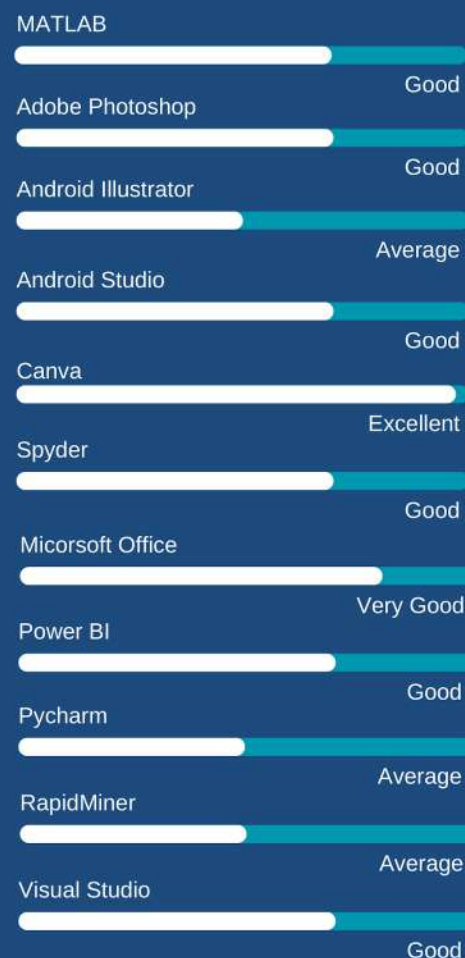 MATLAB
Good
Adobe Photoshop
Good
Android Illustrator
Average
Android Studio
Good
Canva
Excellent
Spyder
Good
Micorsoft Office
Very Good
Power BI
Good
Pycharm
Average
RapidMiner
Average
Visual Studio
Good